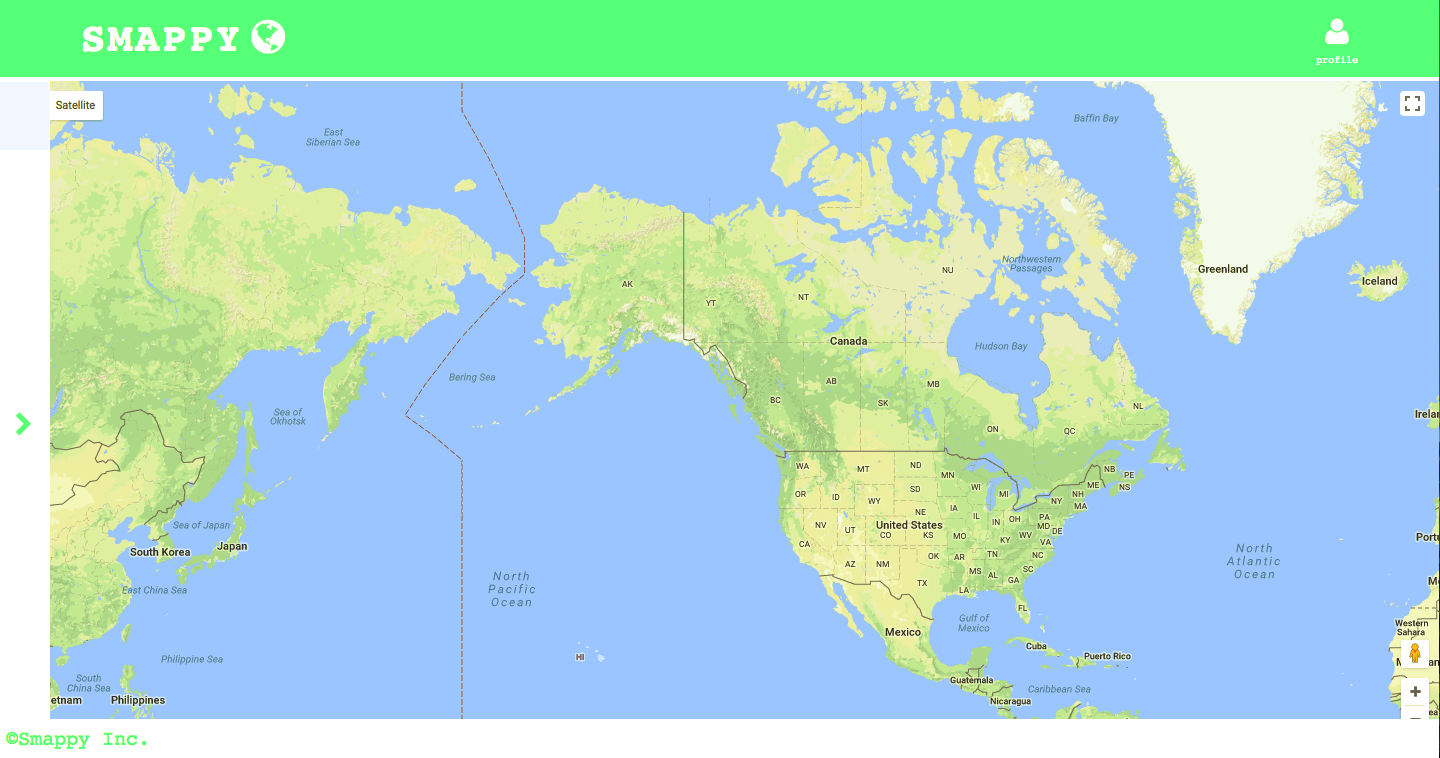 SMAPPY
profile
Satellite
East
Siberian Sea
Baffin Bay
Northwestern
Passages
Greenland
Iceland
NU
AK
YT
NT
Canada
Hudson Bay
Bering Sea
AB
MB
BC
SK
NL
Sea of
Okhotsk
Irelan
ON
QC
WA
MT
ND
MN
NB
PE
OR
ID
WY
SD
WI
MI
ME
NS
NH
NY
MA
NE
IA
IL
IN
OH
PA
MD
DE
NV
UT
United States
CO
KS
MO
KY
WV
VA
CA
AZ
NM
OK
AR
TN
NC
SC
MS
AL
GA
TX
LA
FL
Sea of Japan
South Korea
Japan
East China Sea
North
Pacific
Ocean
North
Atlantic
Ocean
Portu
Mo
Gulf of
Mexico
Mexico
Western
Sahara
Cuba
Puerto Rico
HI
Philippine Sea
South
China Sea
etnam
Philippines
Guatemala
Nicaragua
Caribbean Sea
©Smappy Inc.